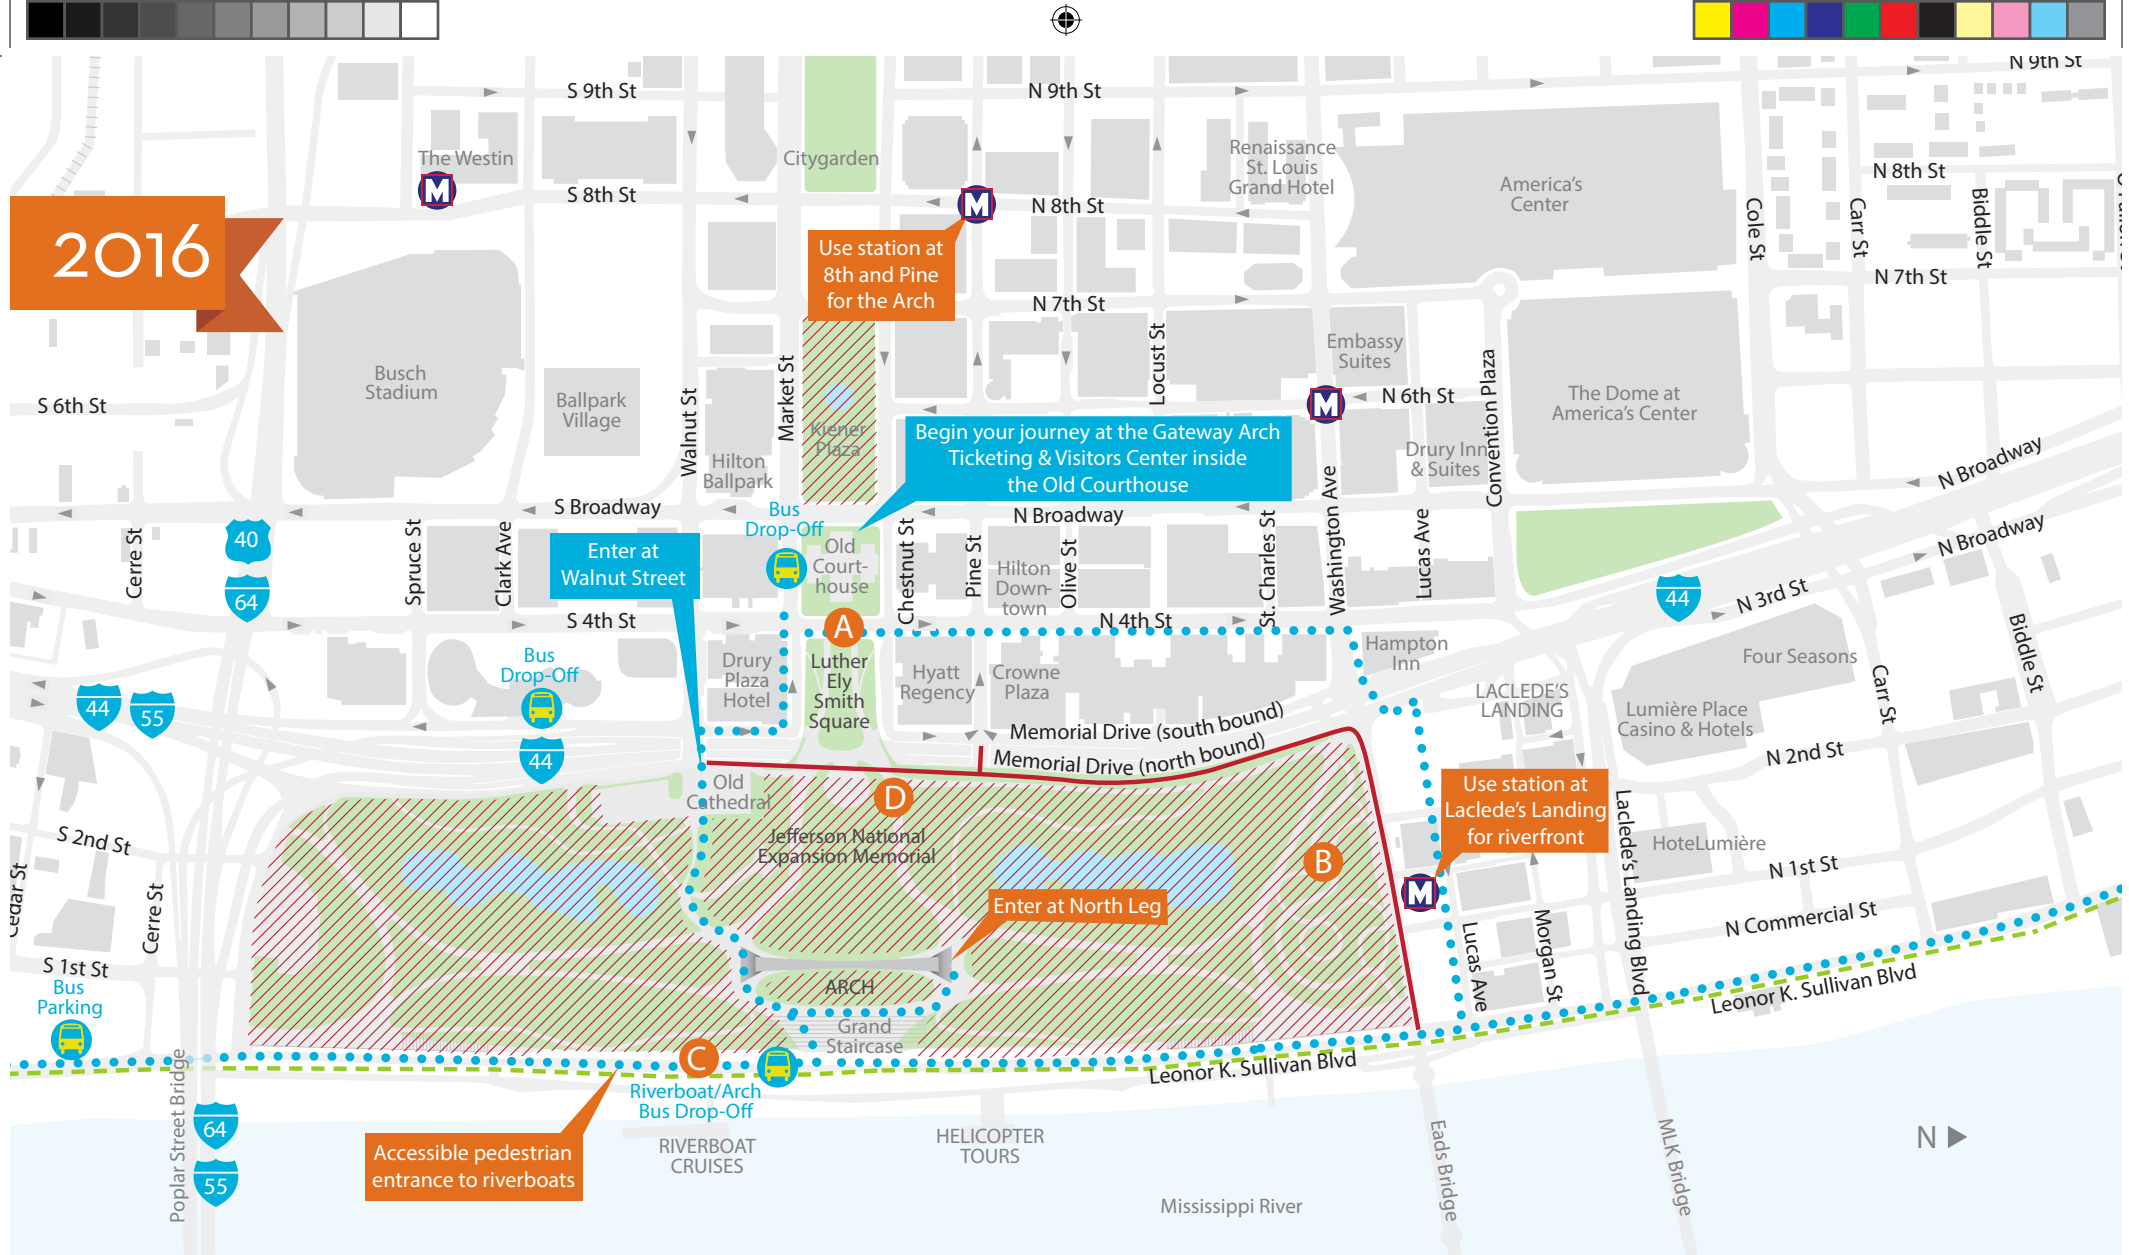 N 9th St
S 9th St
N 9th St
The Westin
M
Citygarden
Renaissance
St. Louis
Grand Hotel
America's
Center
N 8th St
S 8th St
M
N 8th St
Cole St
Carr St
Biddle St
2016
Use station at
8th and Pine
for the Arch
N 7th St
N 7th St
Busch
Stadium
Ballpark
Village
Walnut St
Market St
Locust St
Embassy
Suites
Convention Plaza
The Dome at
America's Center
S 6th St
M
N 6th St
Kiener
Plaza
Begin your journey at the Gateway Arch
Ticketing & Visitors Center inside
the Old Courthouse
Drury Inn
& Suites
Hilton
Ballpark
N Broadway
S Broadway
Bus
Drop-Off
N Broadway
N Broadway
40
64
Cerre St
Spruce St
Clark Ave
Enter at
Walnut Street
Old
Court-
house
Chestnut St
Pine St
Hilton
Down-
town
Olive St
St. Charles St
Washington Ave
Lucas Ave
44
N 3rd St
S 4th St
A
N 4th St
Hampton
Inn
Biddle St
Bus
Drop-Off
Drury
Plaza
Hotel
Luther
Ely
Smith
Square
Hyatt
Regency
Crowne
Plaza
Four Seasons
Carr St
44
55
LACLEDE'S
LANDING
Lumière Place
Casino & Hotels
44
Memorial Drive (south bound)
Memorial Drive (north bound)
N 2nd St
Old
Cathedral
D
Use station at
Laclede's Landing
for riverfront
S 2nd St
Jefferson National
Expansion Memorial
B
HoteLumière
Laclede's Landing Blvd
N 1st St
Cedar St
Cerre St
M
Enter at North Leg
N Commercial St
Lucas Ave
Morgan St
S 1st St
Bus
Parking
ARCH
Leonor K. Sullivan Blvd
Grand
Staircase
C
Leonor K. Sullivan Blvd
Riverboat/Arch
Bus Drop-Off
Poplar Street Bridge
64
55
Accessible pedestrian
entrance to riverboats
RIVERBOAT
CRUISES
HELICOPTER
TOURS
Eads Bridge
MLK Bridge
N
Mississippi River